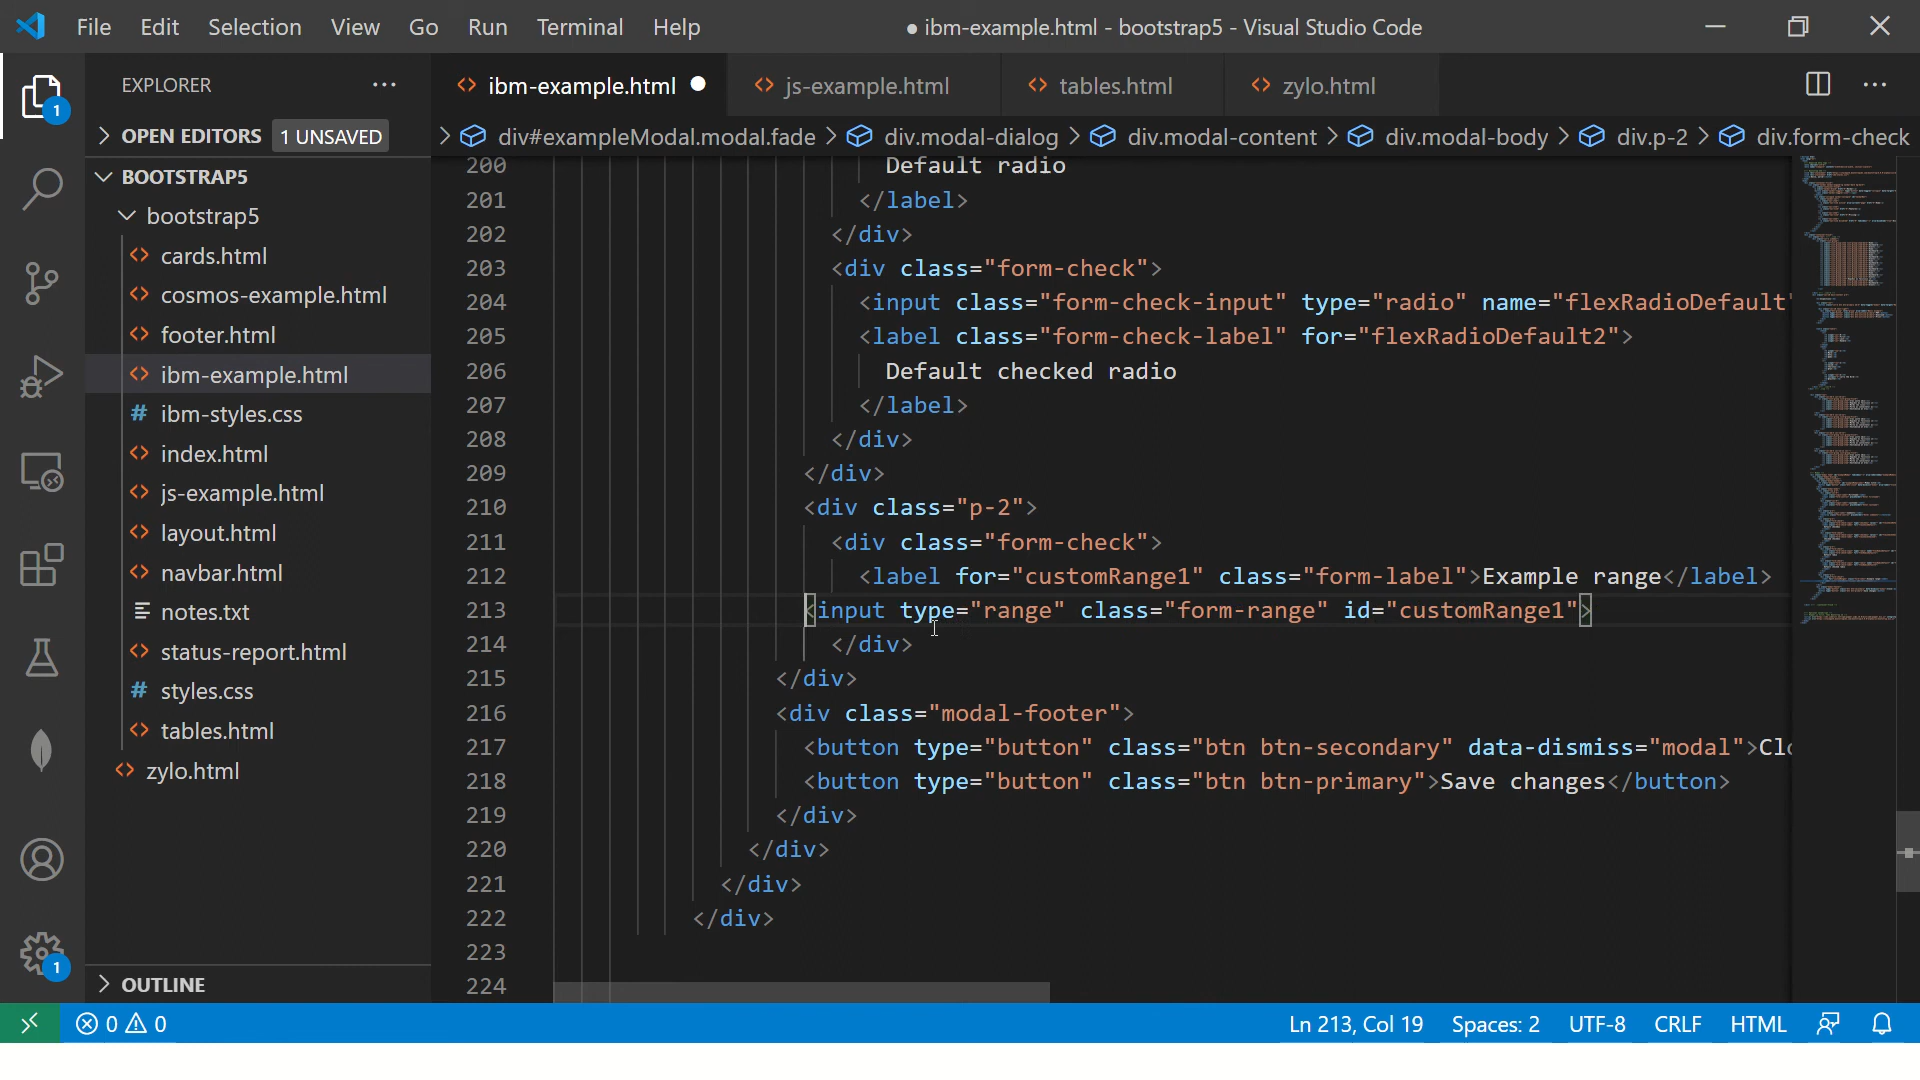 File Edit Selection View Go Run Terminal Help
● ibm-example.html - bootstrap5 - Visual Studio Code
EXPLORER
ibm-example.html
js-example.html
tables.html
zylo.html
1
OPEN EDITORS 1 UNSAVED
div#exampleModal.modal.fade > div.modal-dialog > div.modal-content > div.modal-body > div.p-2 > div.form-check
BOOTSTRAP5
bootstrap5
cards.html
cosmos-example.html
footer.html
ibm-example.html
# ibm-styles.css
index.html
js-example.html
layout.html
navbar.html
notes.txt
status-report.html
# styles.css
tables.html
zylo.html
OUTLINE
1
200 Default radio
201 </label>
202 </div>
203 <div class="form-check">
204 <input class="form-check-input" type="radio" name="flexRadioDefault"
205 <label class="form-check-label" for="flexRadioDefault2">
206 Default checked radio
207 </label>
208 </div>
209 </div>
210 <div class="p-2">
211 <div class="form-check">
212 <label for="customRange1" class="form-label">Example range</label>
213 <input type="range" class="form-range" id="customRange1">
214 </div>
215 </div>
216 <div class="modal-footer">
217 <button type="button" class="btn btn-secondary" data-dismiss="modal">Clo
218 <button type="button" class="btn btn-primary">Save changes</button>
219 </div>
220 </div>
221 </div>
222 </div>
223
224
0 0
Ln 213, Col 19 Spaces: 2 UTF-8 CRLF HTML